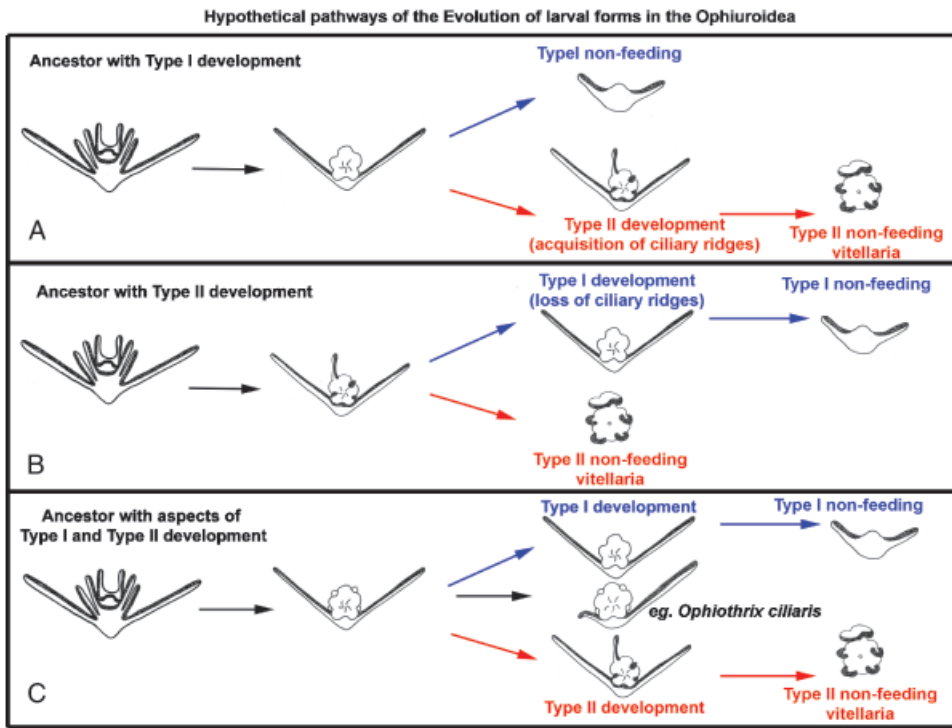 Hypothetical pathways of the Evolution of larval forms in the Ophiuroidea
Ancestor with Type I development
TypeI non-feeding
Type II development
(acquisition of ciliary ridges)
Type II non-feeding
vitellaria
A
Ancestor with Type II development
Type I development
(loss of ciliary ridges)
Type I non-feeding
Type II non-feeding
vitellaria
B
Ancestor with aspects of
Type I and Type II development
Type I development
Type I non-feeding
eg. Ophiothrix ciliaris
Type II development
Type II non-feeding
vitellaria
C